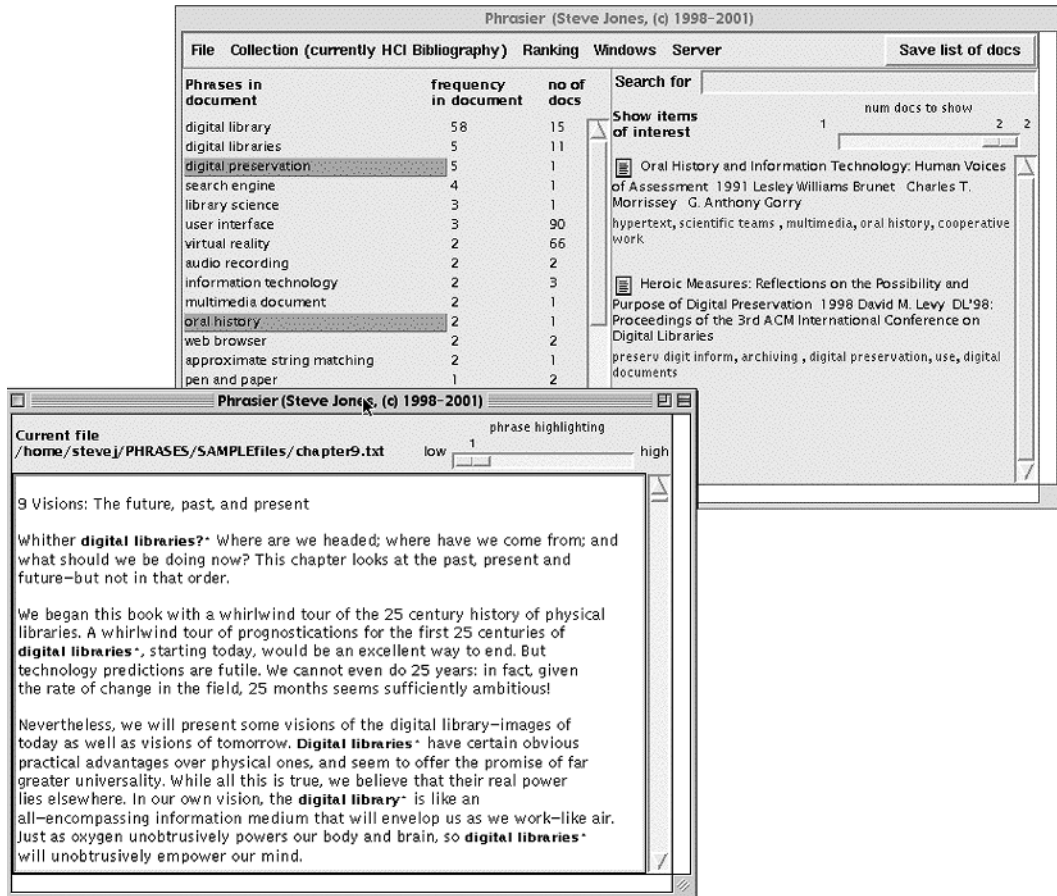 Phrasier (Steve Jones, (c) 1998-2001)
File Collection (currently HCI Bibliography) Ranking Windows Server Save list of docs
Phrases in document frequency in document no of docs
digital library 58 15
digital libraries 5 11
digital preservation 5 1
search engine 4 1
library science 3 1
user interface 3 90
virtual reality 2 66
audio recording 2 2
information technology 2 3
multimedia document 2 1
oral history 2 1
web browser 2 2
approximate string matching 2 1
pen and paper 1 2
Search for
Show items of interest
num docs to show
1 2 2
Oral History and Information Technology: Human Voices
of Assessment 1991 Lesley Williams Brunet Charles T.
Morrissey G. Anthony Gorry
hypertext, scientific teams , multimedia, oral history, cooperative
work
Heroic Measures: Reflections on the Possibility and
Purpose of Digital Preservation 1998 David M. Levy DL'98:
Proceedings of the 3rd ACM International Conference on
Digital Libraries
preserv digit inform, archiving , digital preservation, use, digital
documents
Phrasier (Steve Jones, (c) 1998-2001)
Current file
/home/stevej/PHRASES/SAMPLEfiles/chapter9.txt
phrase highlighting
low 1 high
9 Visions: The future, past, and present
Whither digital libraries?* Where are we headed; where have we come from; and
what should we be doing now? This chapter looks at the past, present and
future—but not in that order.
We began this book with a whirlwind tour of the 25 century history of physical
libraries. A whirlwind tour of prognostications for the first 25 centuries of
digital libraries*, starting today, would be an excellent way to end. But
technology predictions are futile. We cannot even do 25 years: in fact, given
the rate of change in the field, 25 months seems sufficiently ambitious!
Nevertheless, we will present some visions of the digital library—images of
today as well as visions of tomorrow. Digital libraries* have certain obvious
practical advantages over physical ones, and seem to offer the promise of far
greater universality. While all this is true, we believe that their real power
lies elsewhere. In our own vision, the digital library* is like an
all—encompassing information medium that will envelop us as we work—like air.
Just as oxygen unobtrusively powers our body and brain, so digital libraries*
will unobtrusively empower our mind.